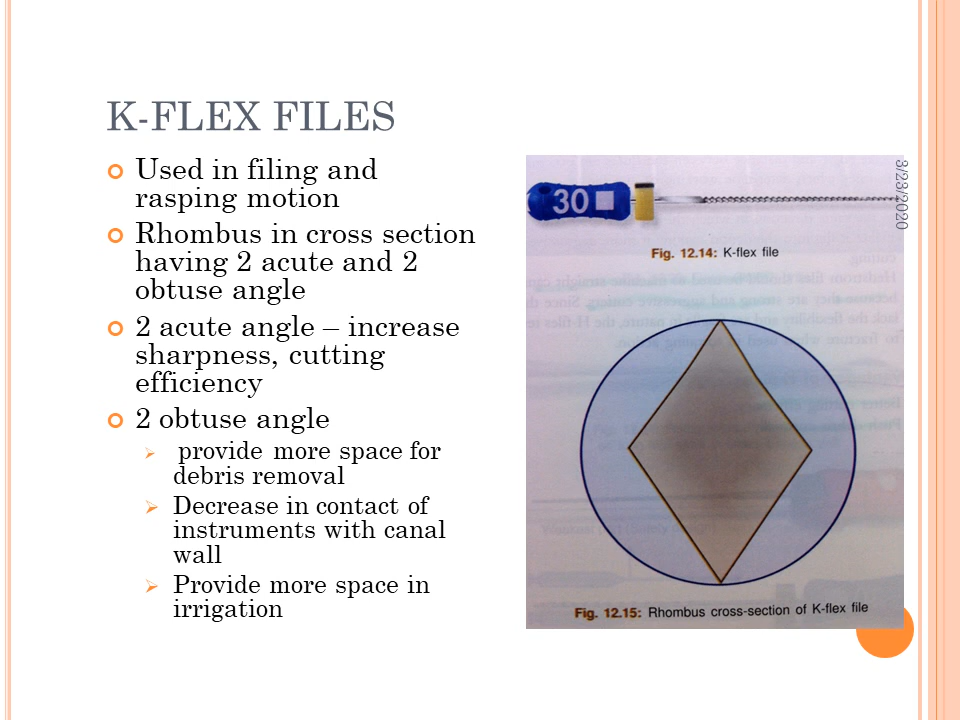 K-FLEX FILES
Used in filing and
rasping motion
Rhombus in cross section
having 2 acute and 2
obtuse angle
2 acute angle – increase
sharpness, cutting
efficiency
2 obtuse angle
provide more space for
debris removal
Decrease in contact of
instruments with canal
wall
Provide more space in
irrigation
3/23/2020
30
Fig. 12.14: K-flex file
Fig. 12.15: Rhombus cross-section of K-flex file